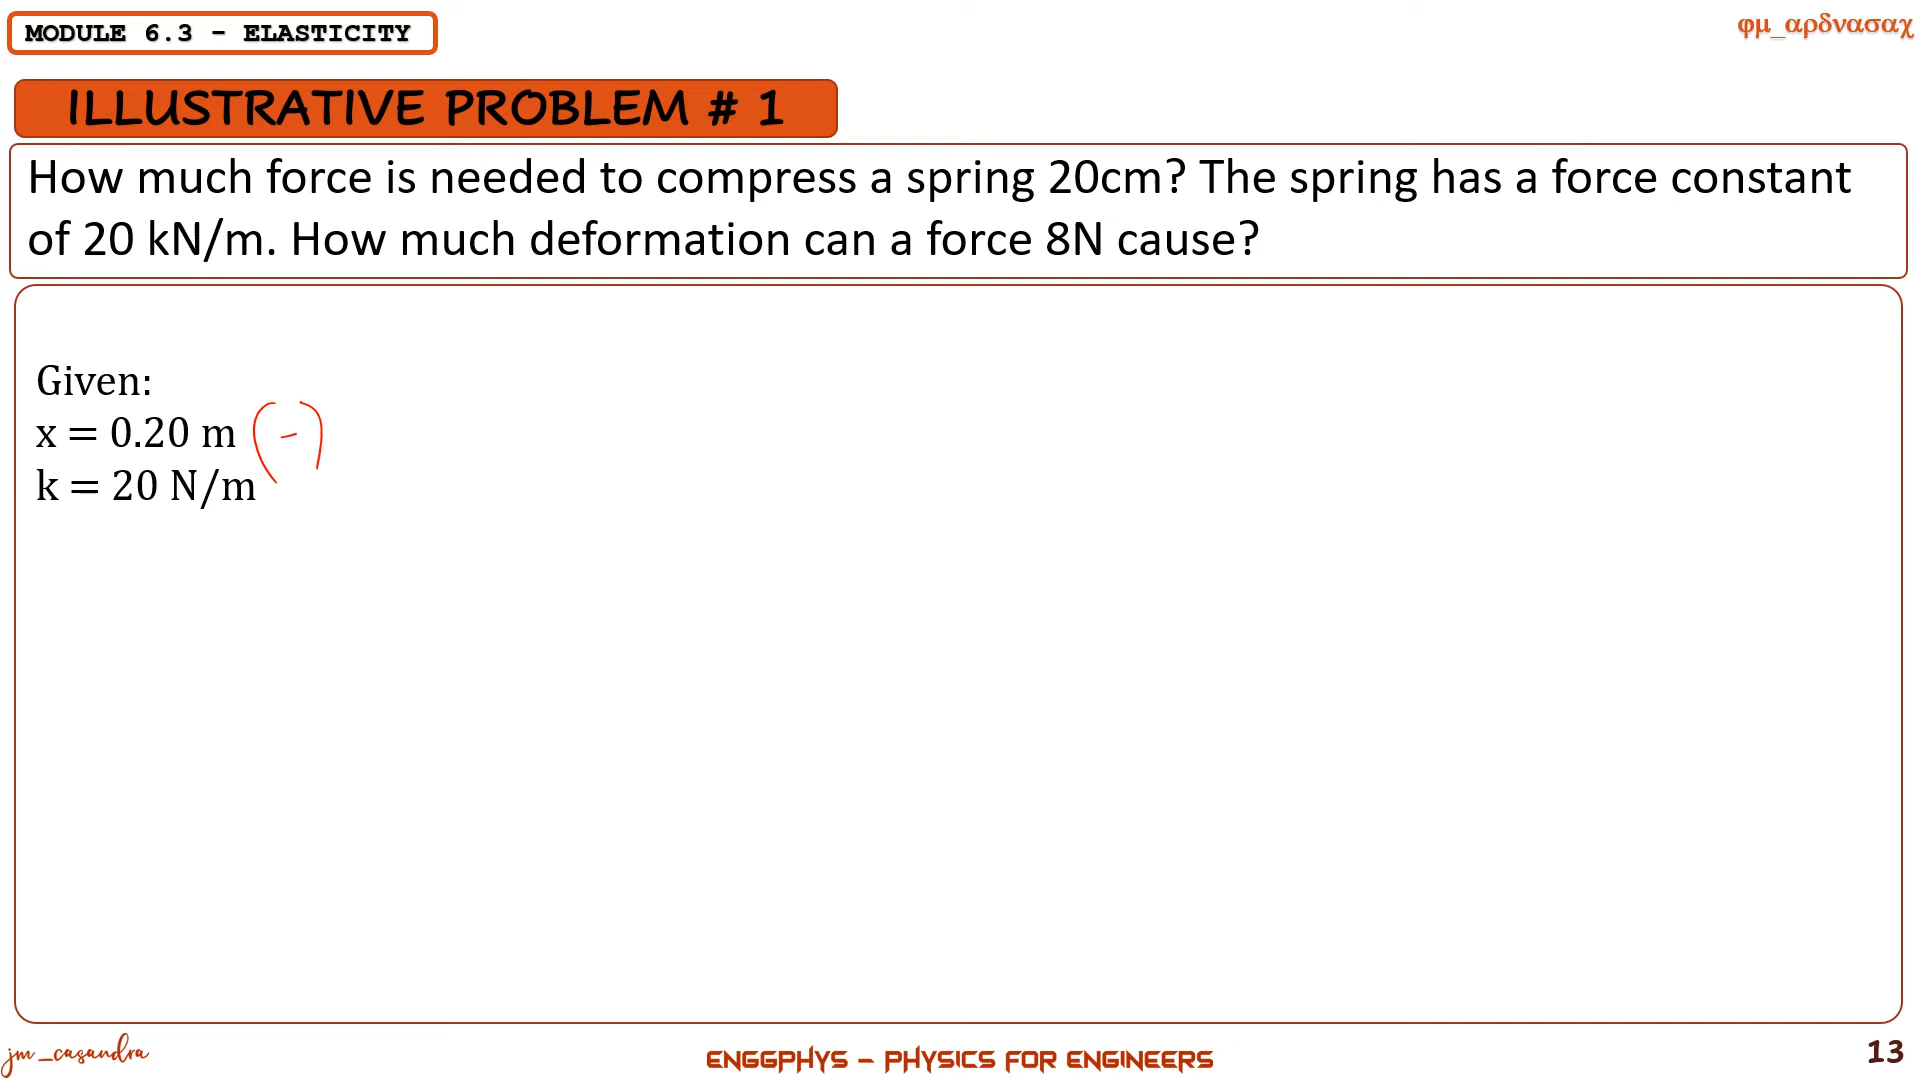 MODULE 6.3 - ELASTICITY
φμ_αρδνασαχ
ILLUSTRATIVE PROBLEM # 1
How much force is needed to compress a spring 20cm? The spring has a force constant
of 20 kN/m. How much deformation can a force 8N cause?
Given:
x = 0.20 m (-)
k = 20 N/m
jm_casandra
ENGGPHYS – PHYSICS FOR ENGINEERS
13